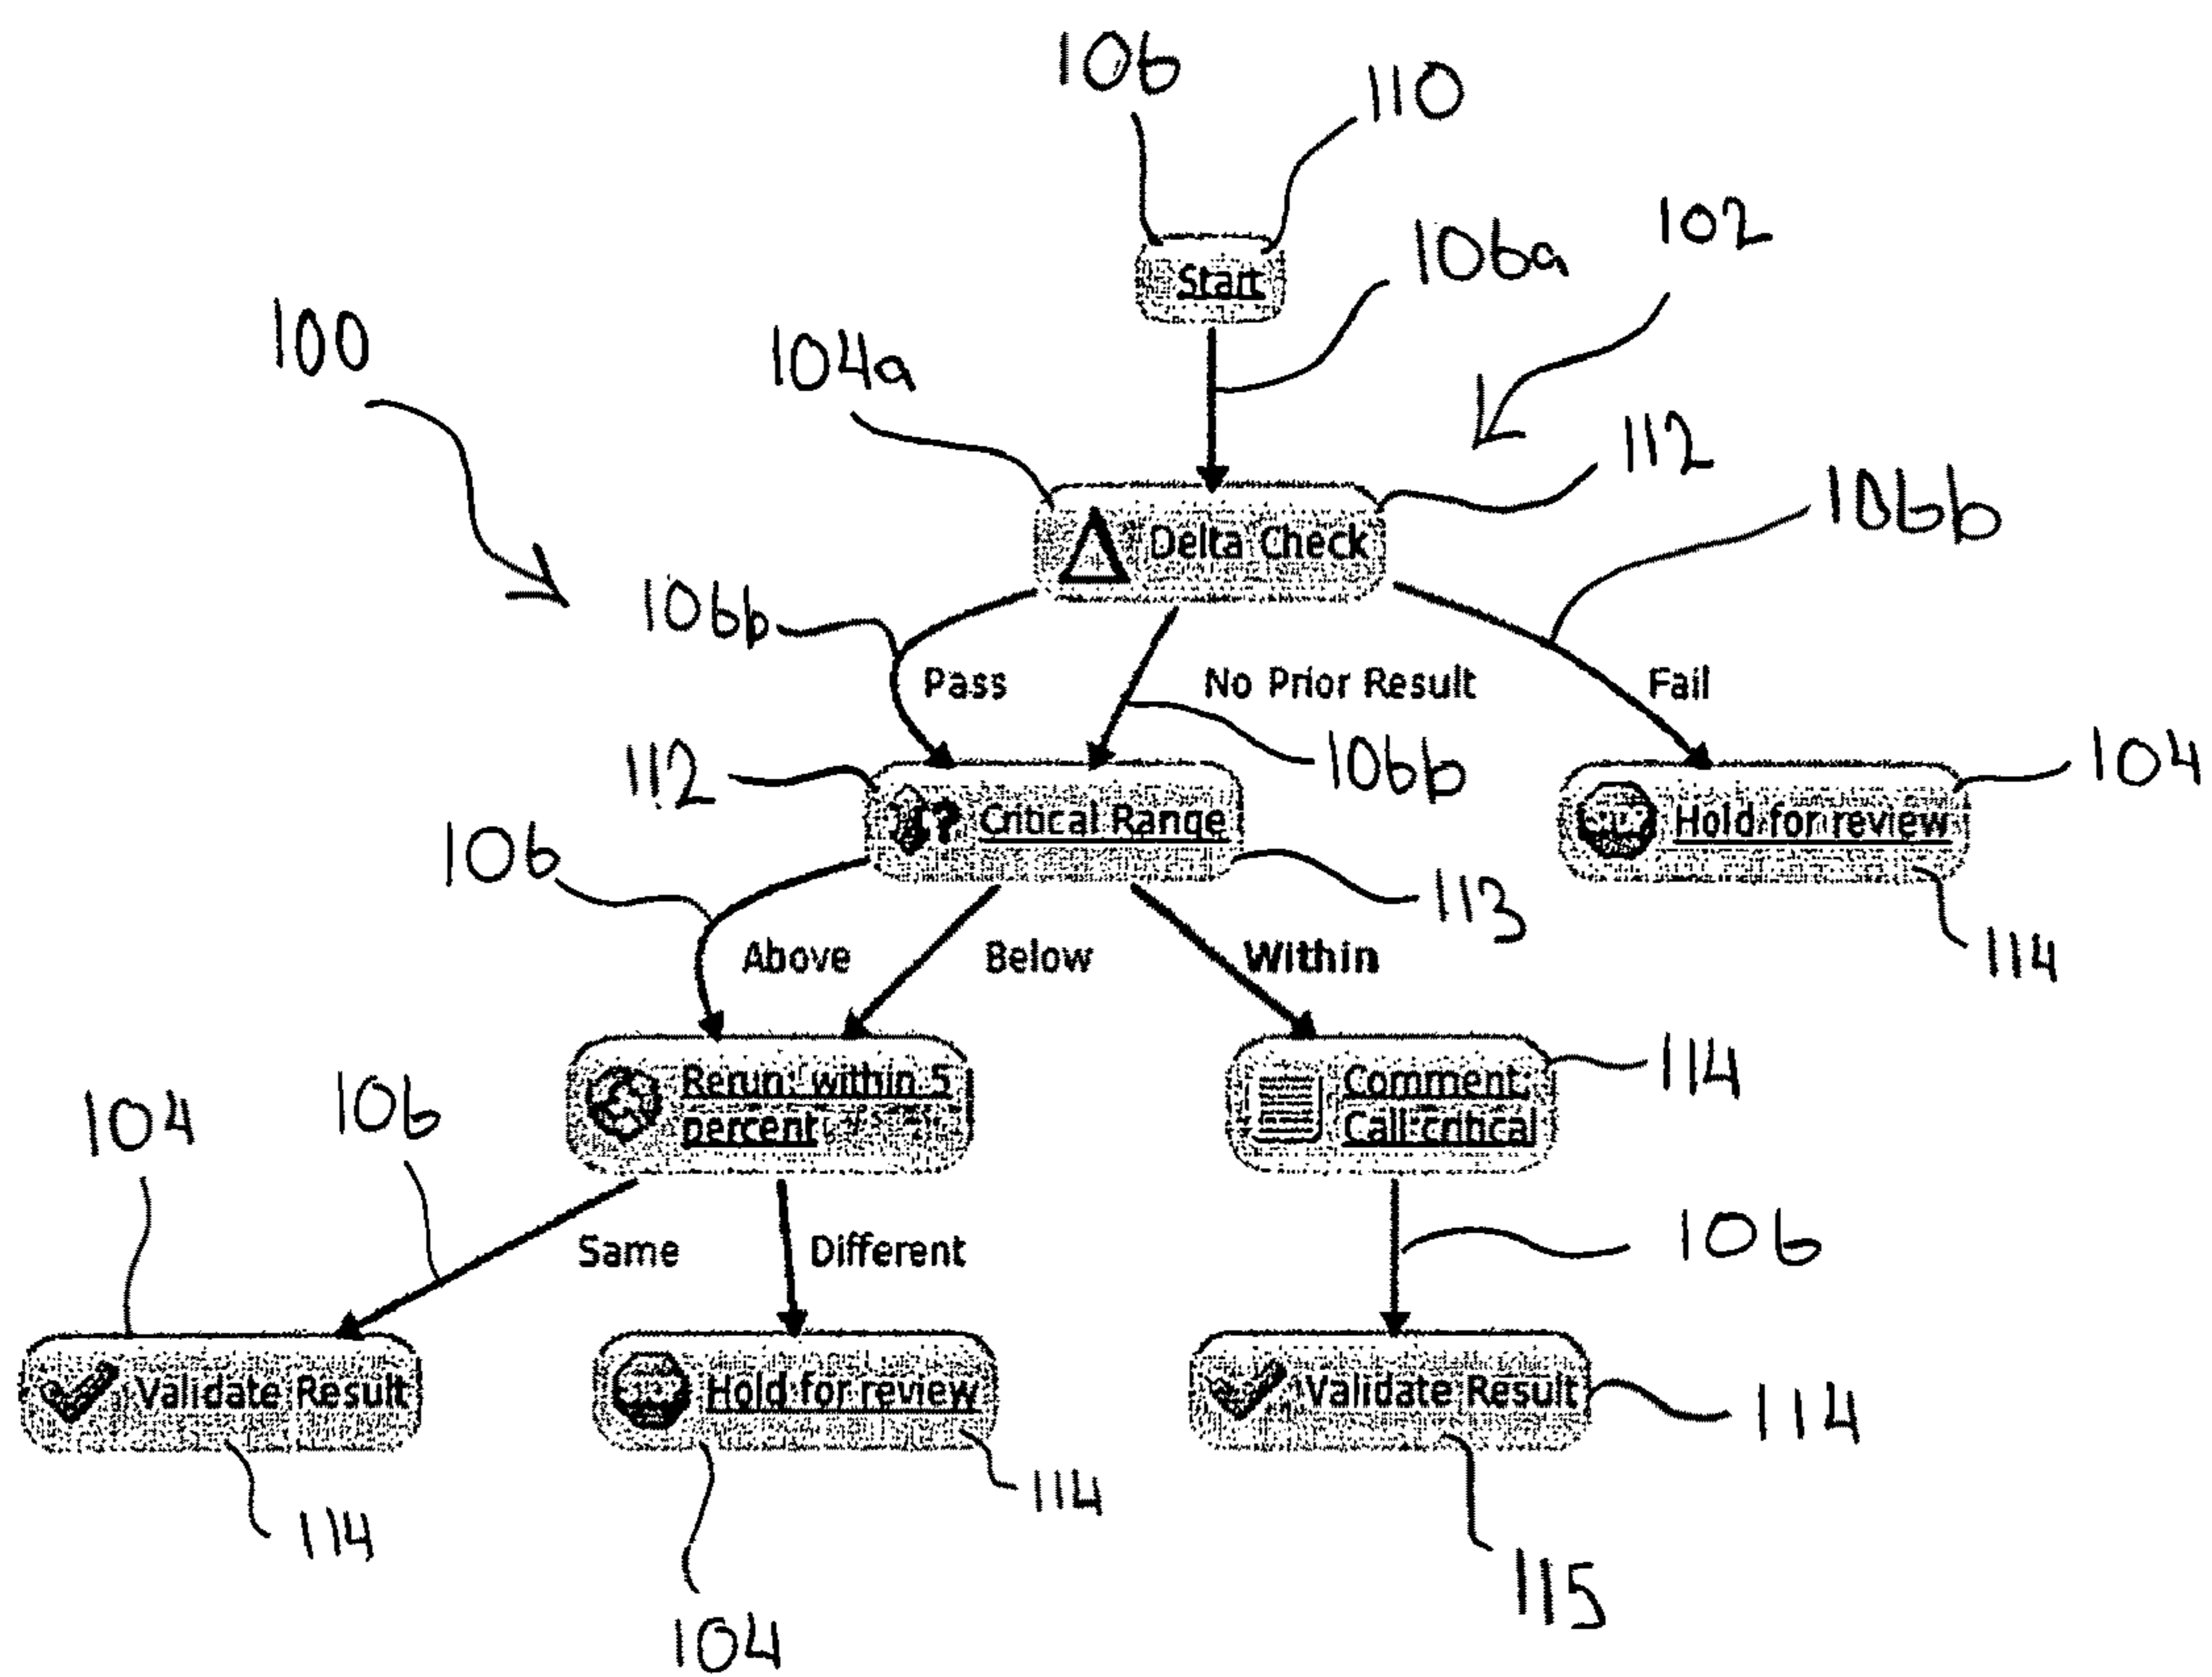 106
110
Start
106a
102
100
104a
112
Delta Check
106b
106b
Pass
No Prior Result
Fail
112
106b
104
Critical Range
Hold for review
106
113
114
Above
Below
Within
Rerun: within 5
percent
Comment:
Call critical
114
104
106
Same
Different
106
Validate Result
Hold for review
Validate Result
114
114
114
104
115